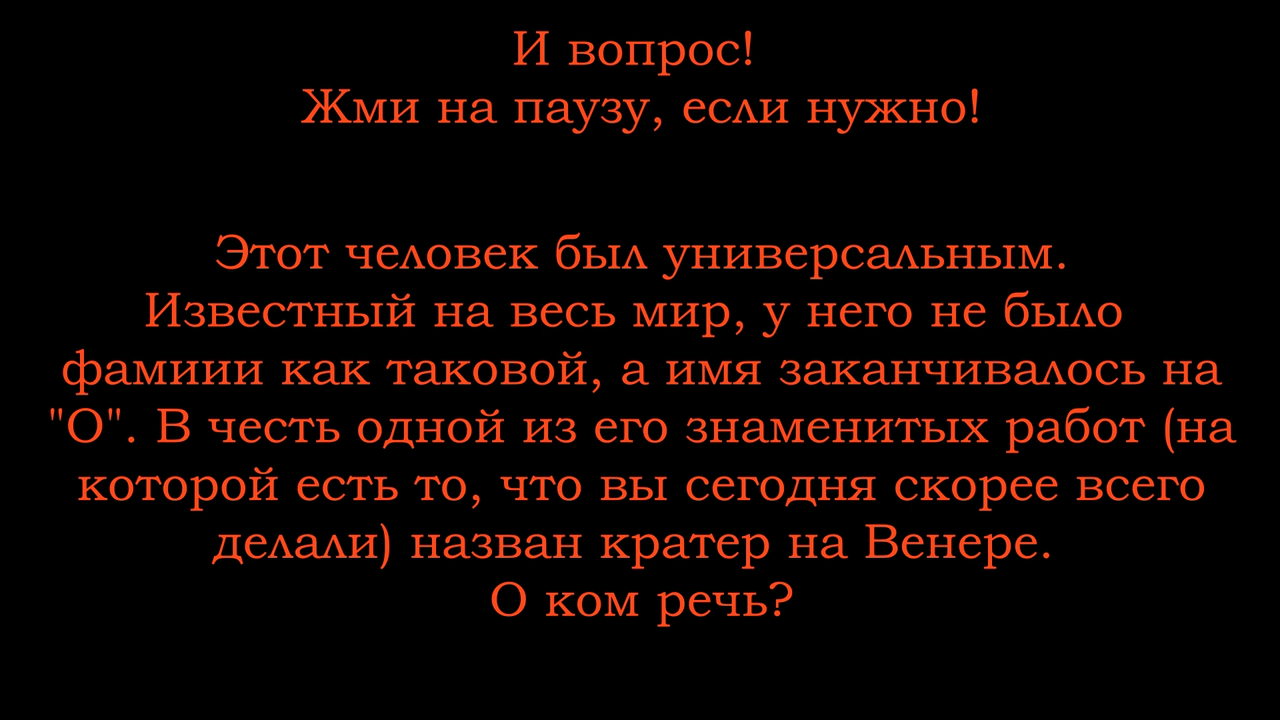 И вопрос!
Жми на паузу, если нужно!
Этот человек был универсальным.
Известный на весь мир, у него не было
фамиии как таковой, а имя заканчивалось на
"О". В честь одной из его знаменитых работ (на
которой есть то, что вы сегодня скорее всего
делали) назван кратер на Венере.
О ком речь?